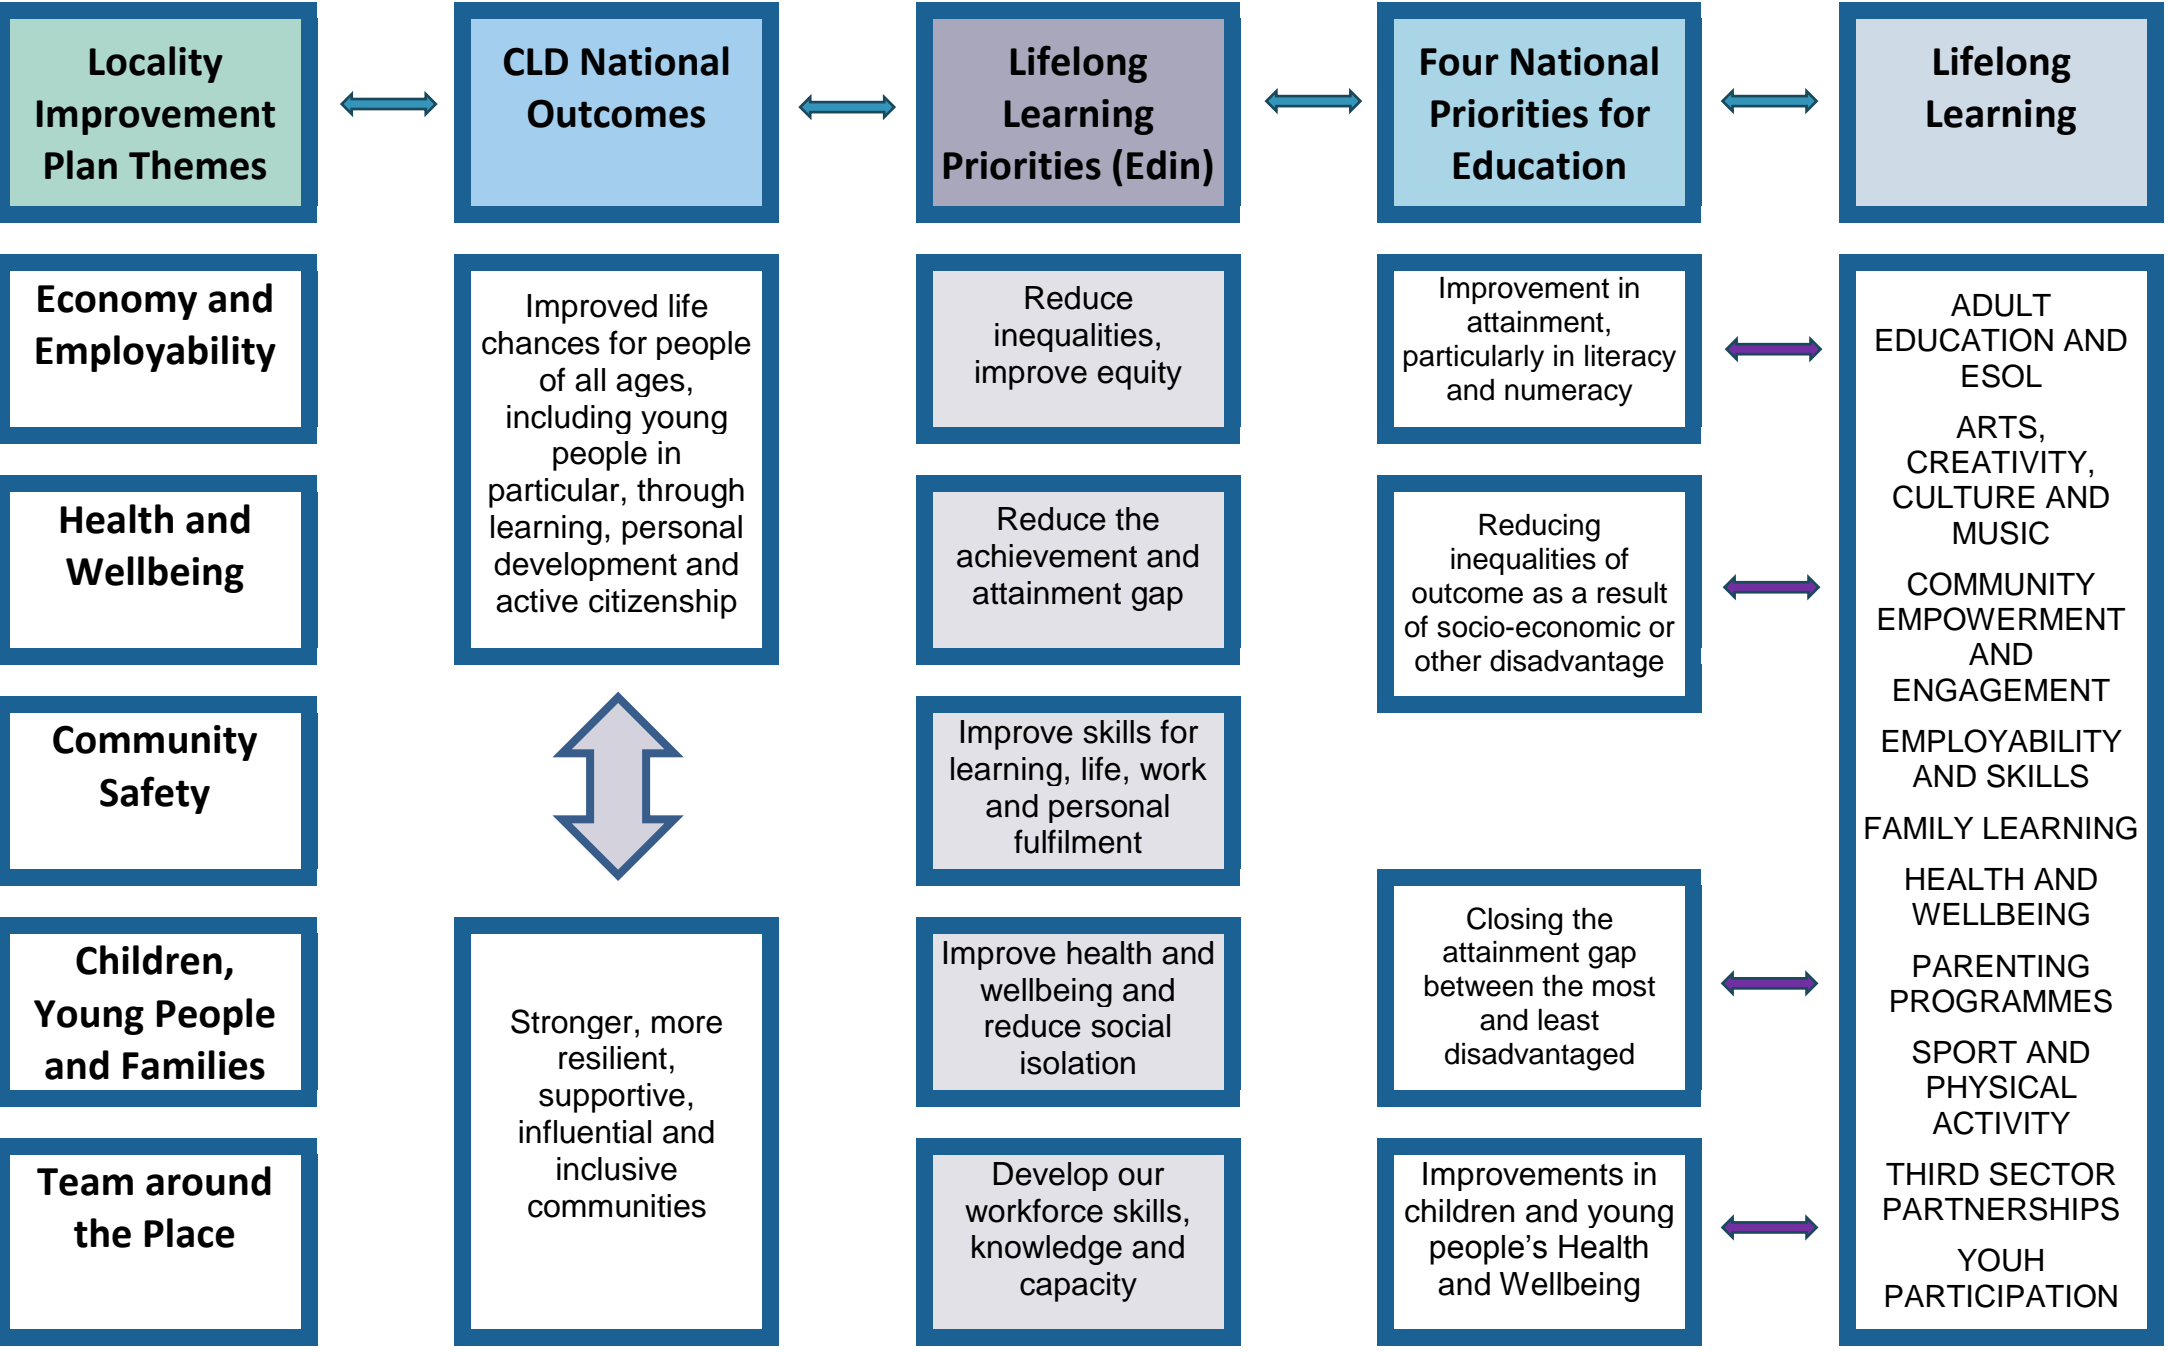 Locality
Improvement
Plan Themes
CLD National
Outcomes
Lifelong
Learning
Priorities (Edin)
Four National
Priorities for
Education
Lifelong
Learning
Economy and
Employability
Health and
Wellbeing
Community
Safety
Children,
Young People
and Families
Team around
the Place
Improved life
chances for people
of all ages,
including young
people in
particular, through
learning, personal
development and
active citizenship
Stronger, more
resilient,
supportive,
influential and
inclusive
communities
Reduce
inequalities,
improve equity
Reduce the
achievement and
attainment gap
Improve skills for
learning, life, work
and personal
fulfilment
Improve health and
wellbeing and
reduce social
isolation
Develop our
workforce skills,
knowledge and
capacity
Improvement in
attainment,
particularly in literacy
and numeracy
Reducing
inequalities of
outcome as a result
of socio-economic or
other disadvantage
Closing the
attainment gap
between the most
and least
disadvantaged
Improvements in
children and young
people’s Health
and Wellbeing
ADULT
EDUCATION AND
ESOL
ARTS,
CREATIVITY,
CULTURE AND
MUSIC
COMMUNITY
EMPOWERMENT
AND
ENGAGEMENT
EMPLOYABILITY
AND SKILLS
FAMILY LEARNING
HEALTH AND
WELLBEING
PARENTING
PROGRAMMES
SPORT AND
PHYSICAL
ACTIVITY
THIRD SECTOR
PARTNERSHIPS
YOUH
PARTICIPATION